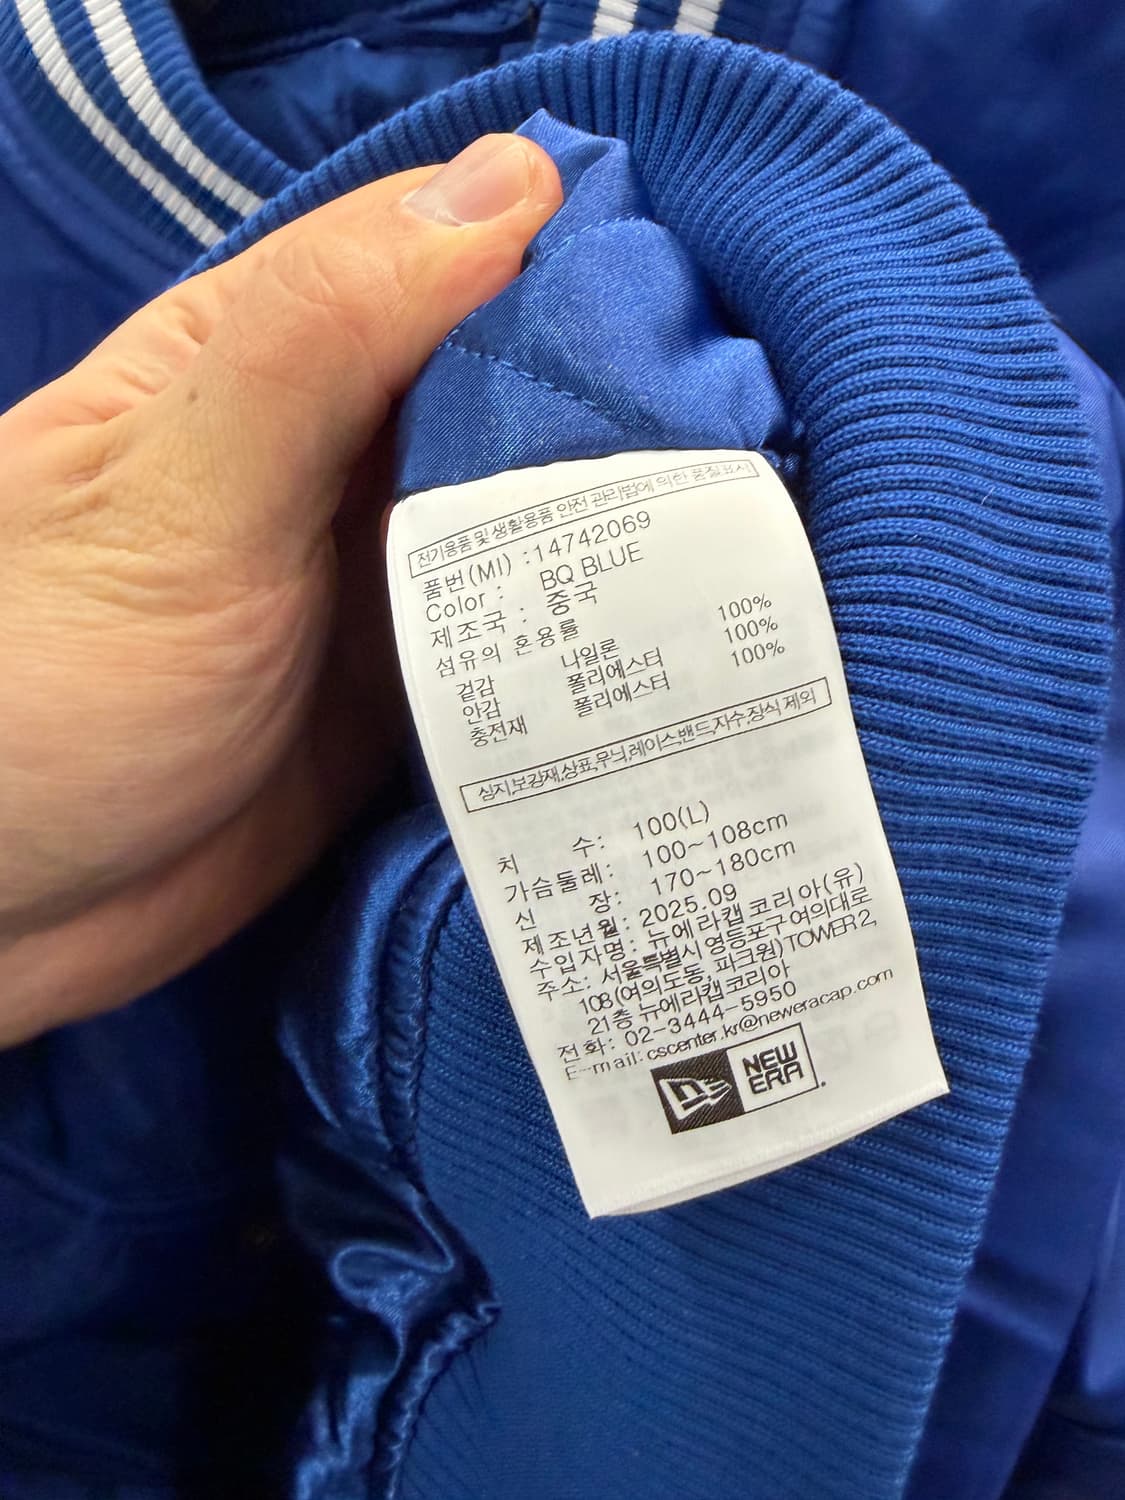 전기용품 및 생활용품 안전 관리법에 의한 품질표시
품번(MI) : 14742069
Color : BQ BLUE
제조국 : 중국
섬유의 혼용률
겉감 나일론 100%
안감 폴리에스터 100%
충전재 폴리에스터 100%
심지,보강재,상표,무늬,레이스,밴드,자수,장식 제외
치 수: 100(L)
가슴둘레: 100~108cm
신 장: 170~180cm
제조년월: 2025.09
수입자명: 뉴에라캡 코리아(유)
주소: 서울특별시 영등포구 여의대로
108(여의도동, 파크원) TOWER 2,
21층 뉴에라캡코리아
전화: 02-3444-5950
E-mail: cscenter.kr@neweracap.com
NEW
ERA